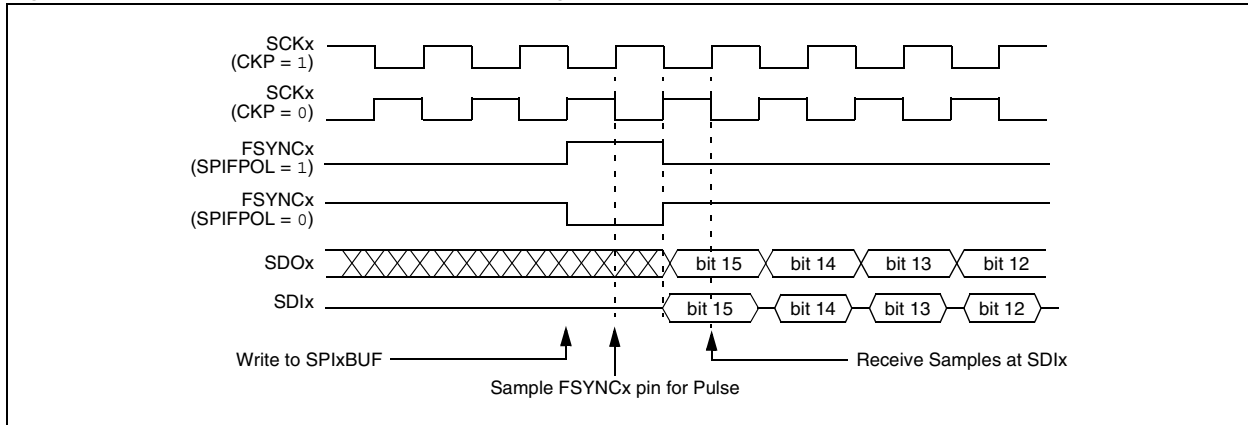 SCKx
(CKP = 1)
SCKx
(CKP = 0)
FSYNCx
(SPIFPOL = 1)
FSYNCx
(SPIFPOL = 0)
SDOx
bit 15 bit 14 bit 13 bit 12
SDIx
bit 15 bit 14 bit 13 bit 12
Write to SPIxBUF
Receive Samples at SDIx
Sample FSYNCx pin for Pulse